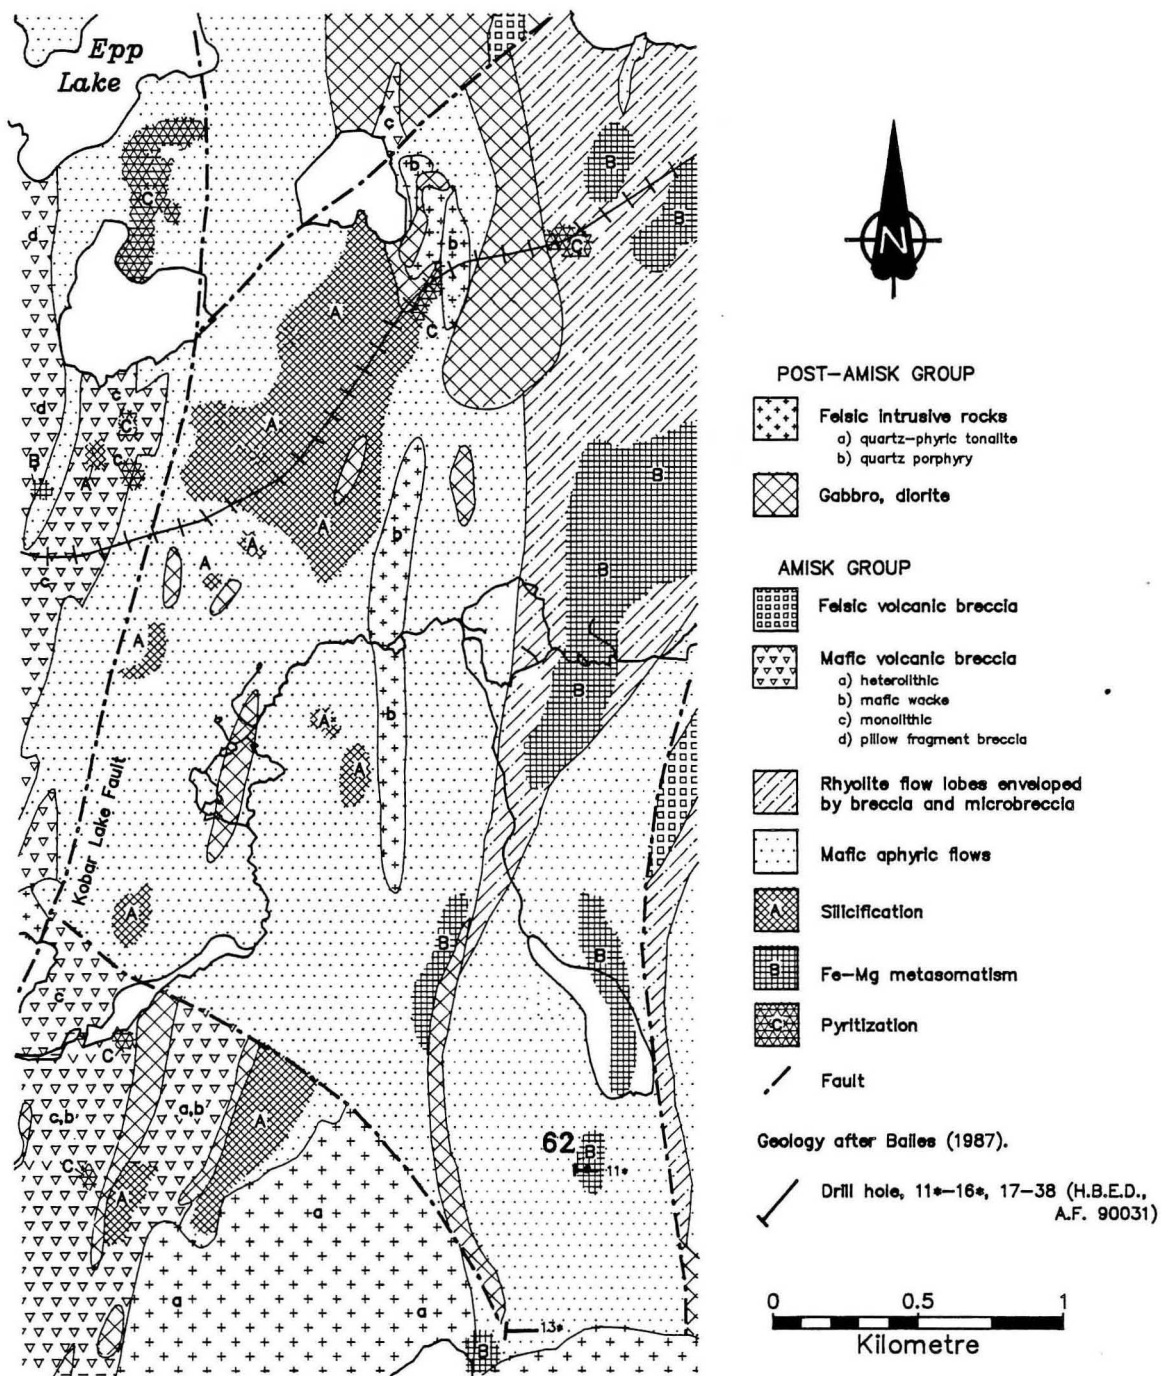 Epp
Lake
c
b
B
C
d
B
b
C
A
C
c
d
C
A
B
C
B
A
A
b
A
A
B
c
A
B
b
A
A
Kobar Lake Fault
A
B
B
c
C
c,b
a,b
A
62
B
11*
C
A
a
a
a
13*
B
N
POST-AMISK GROUP
Felsic intrusive rocks
a) quartz-phyric tonalite
b) quartz porphyry
Gabbro, diorite
AMISK GROUP
Felsic volcanic breccia
Mafic volcanic breccia
a) heterolithic
b) mafic wacke
c) monolithic
d) pillow fragment breccia
Rhyolite flow lobes enveloped
by breccia and microbreccia
Mafic aphyric flows
A Silicification
B Fe-Mg metasomatism
C Pyritization
Fault
Geology after Bailes (1987).
Drill hole, 11*-16*, 17-38 (H.B.E.D.,
A.F. 90031)
0 0.5 1
Kilometre